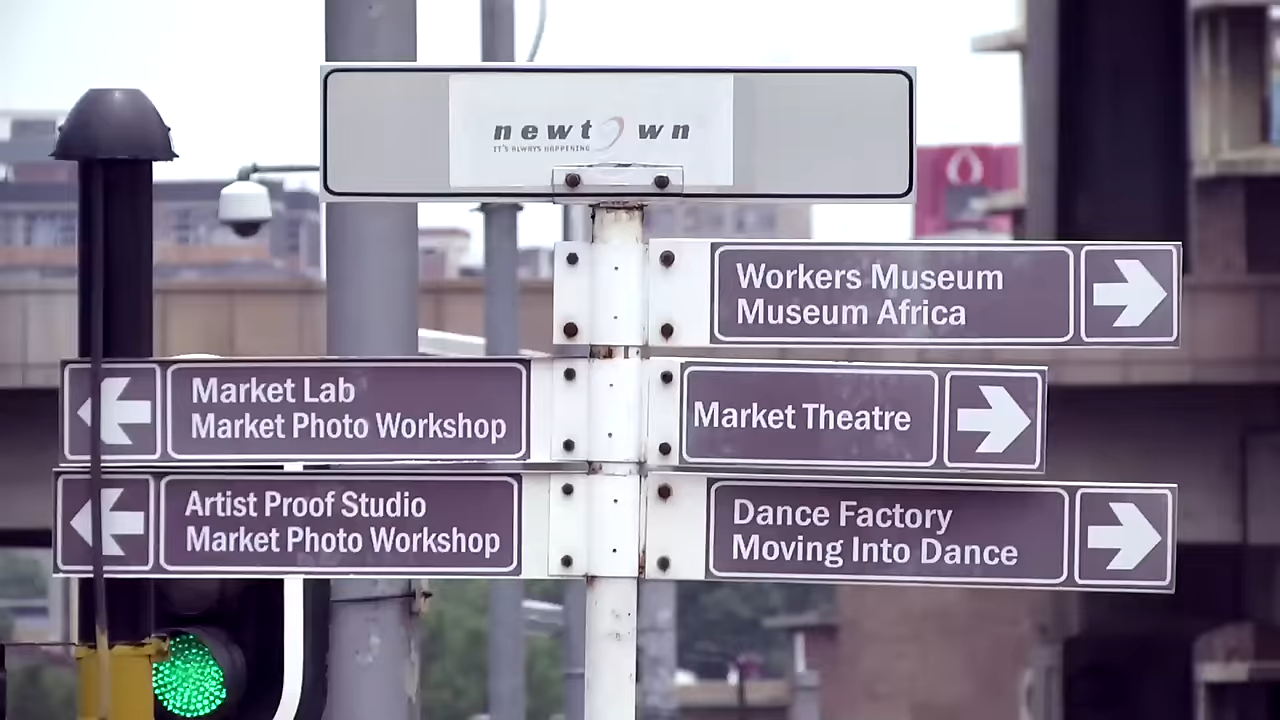 newtown
IT'S ALWAYS HAPPENING
Workers Museum
Museum Africa
Market Lab
Market Photo Workshop
Market Theatre
Artist Proof Studio
Market Photo Workshop
Dance Factory
Moving Into Dance